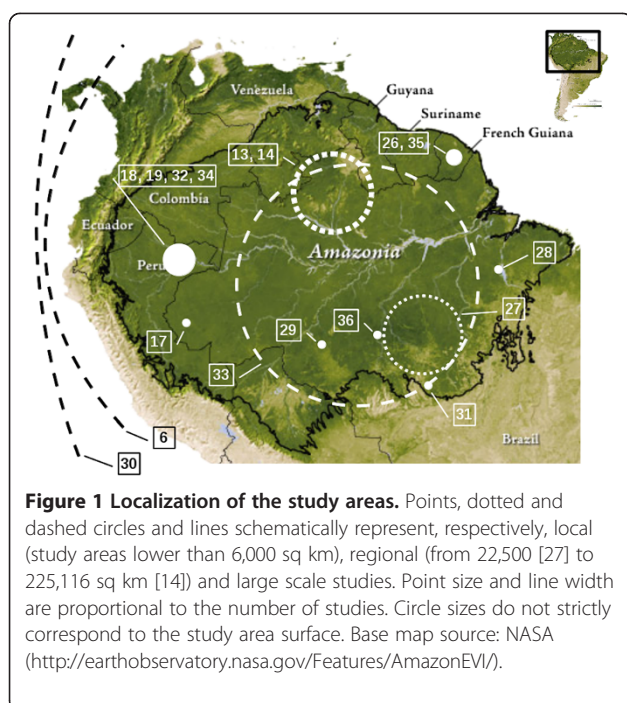 Venezuela
Guyana
Suriname
French Guiana
13, 14
26, 35
18, 19, 32, 34
Colombia
Ecuador
Amazonia
Peru
28
27
17
29
36
33
31
Brazil
6
30
Figure 1 Localization of the study areas. Points, dotted and
dashed circles and lines schematically represent, respectively, local
(study areas lower than 6,000 sq km), regional (from 22,500 [27] to
225,116 sq km [14]) and large scale studies. Point size and line width
are proportional to the number of studies. Circle sizes do not strictly
correspond to the study area surface. Base map source: NASA
(http://earthobservatory.nasa.gov/Features/AmazonEVI/).